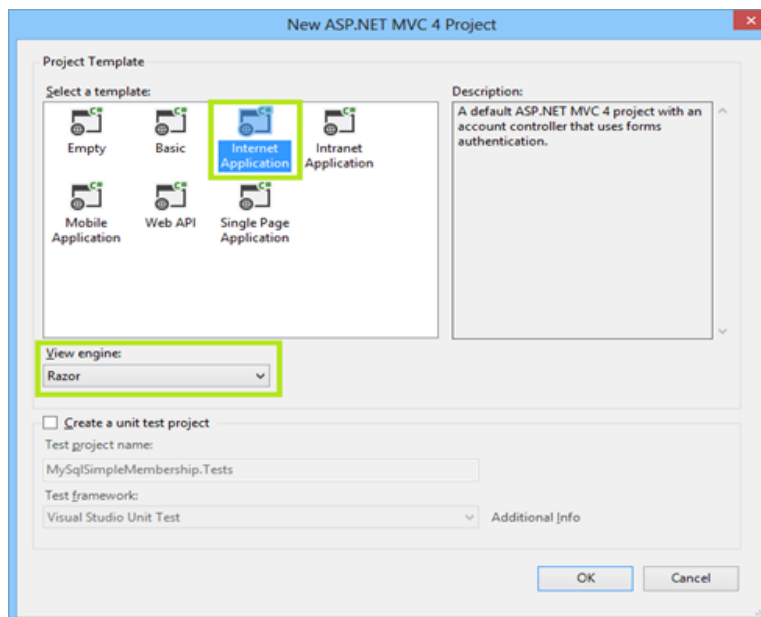 New ASP.NET MVC 4 Project
Project Template
Select a template:
Description:
Empty
Basic
Internet
Application
Intranet
Application
Mobile
Application
Web API
Single Page
Application
A default ASP.NET MVC 4 project with an
account controller that uses forms
authentication.
View engine:
Razor
Create a unit test project
Test project name:
MySqlSimpleMembership.Tests
Test framework:
Visual Studio Unit Test
Additional Info
OK
Cancel